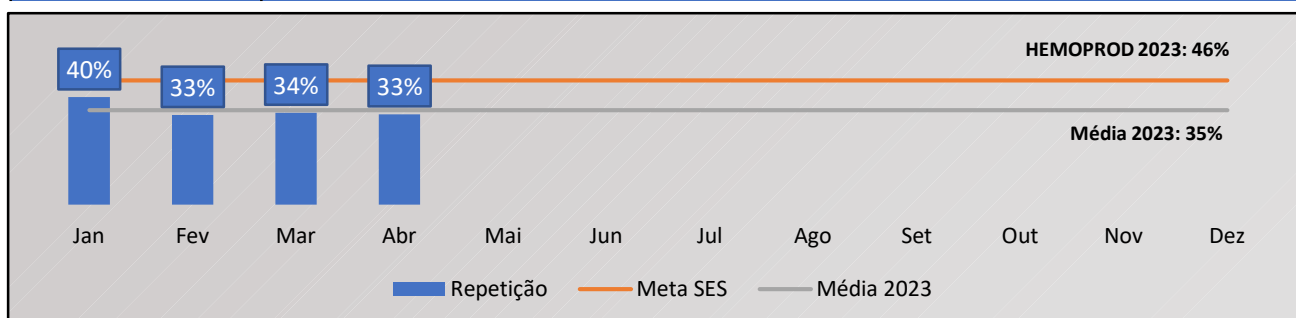 HEMOPROD 2023: 46%
40%
33%
34%
33%
Média 2023: 35%
Jan Fev Mar Abr Mai Jun Jul Ago Set Out Nov Dez
Repetição Meta SES Média 2023